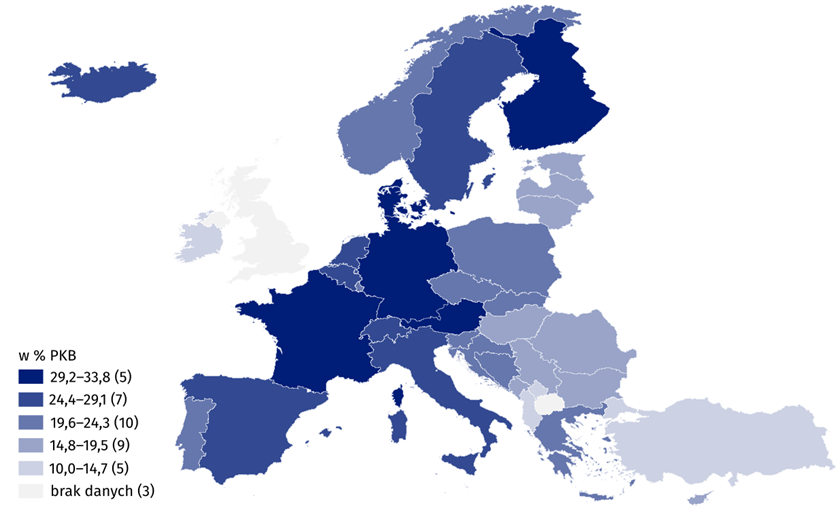 w % PKB
29,2–33,8 (5)
24,4–29,1 (7)
19,6–24,3 (10)
14,8–19,5 (9)
10,0–14,7 (5)
brak danych (3)